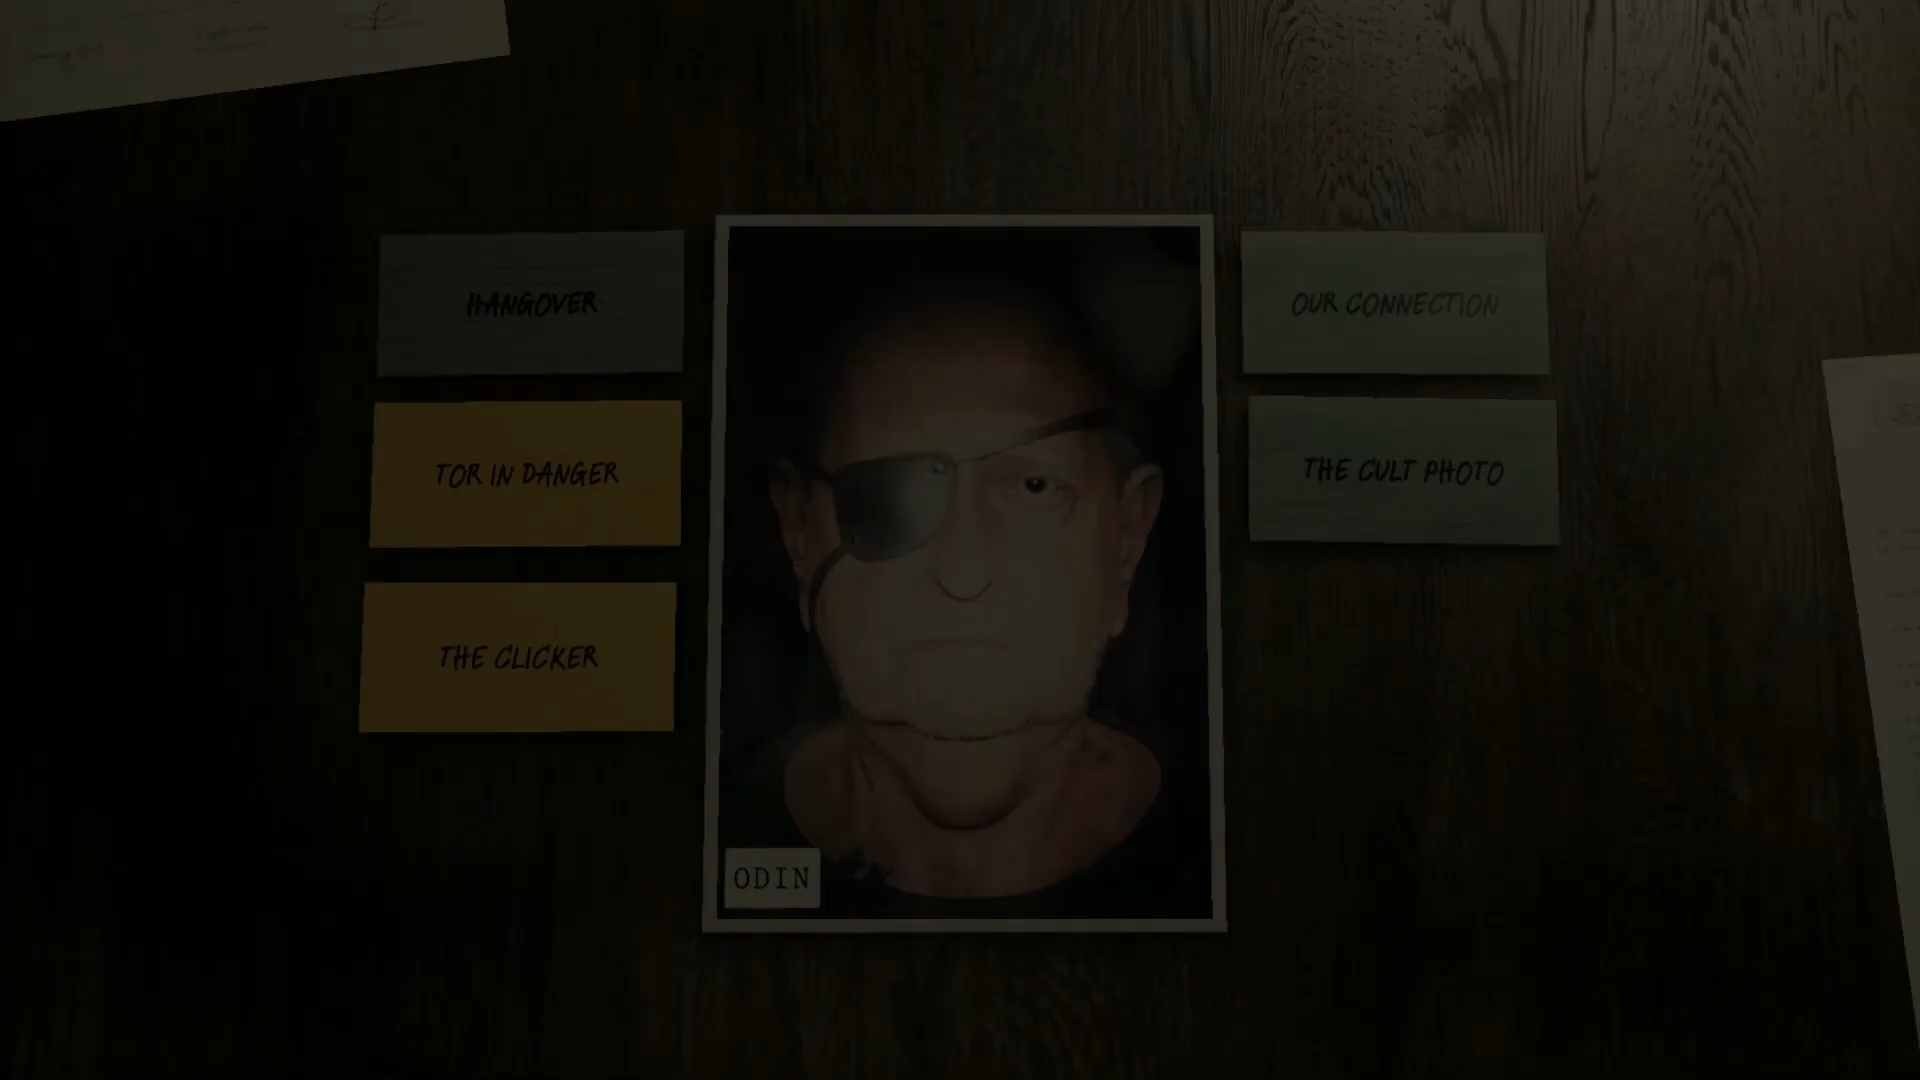 HANGOVER
TOR IN DANGER
THE CLICKER
ODIN
OUR CONNECTION
THE CULT PHOTO